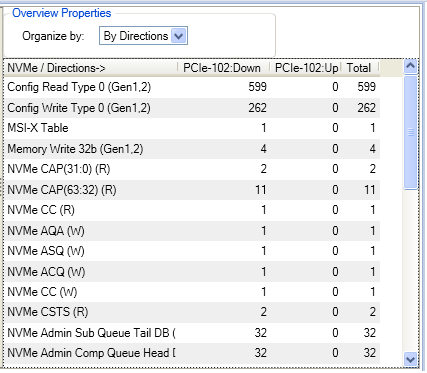 Overview Properties
Organize by: By Directions
NVMe / Directions-> PCIe-102:Down PCIe-102:Up Total
Config Read Type 0 (Gen1,2) 599 0 599
Config Write Type 0 (Gen1,2) 262 0 262
MSI-X Table 1 0 1
Memory Write 32b (Gen1,2) 4 0 4
NVMe CAP(31:0) (R) 2 0 2
NVMe CAP(63:32) (R) 11 0 11
NVMe CC (R) 1 0 1
NVMe AQA (W) 1 0 1
NVMe ASQ (W) 1 0 1
NVMe ACQ (W) 1 0 1
NVMe CC (W) 1 0 1
NVMe CSTS (R) 2 0 2
NVMe Admin Sub Queue Tail DB ( 32 0 32
NVMe Admin Comp Queue Head [ 32 0 32